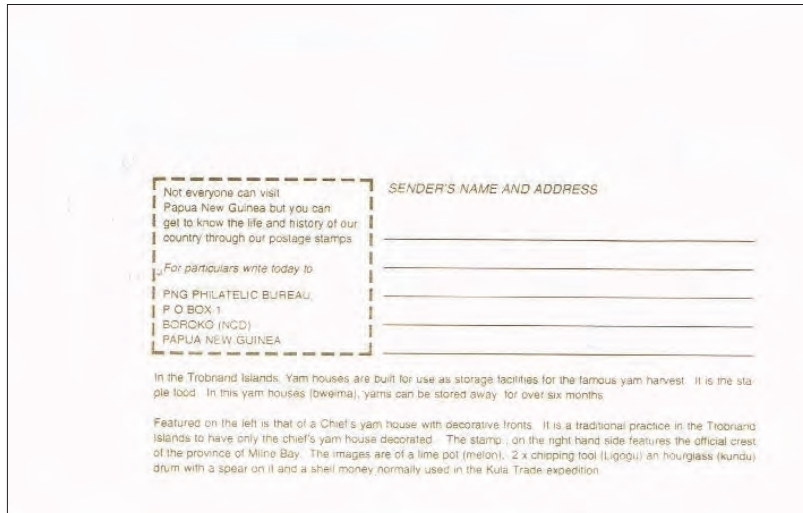 Not everyone can visit
Papua New Guinea but you can
get to know the life and history of our
country through our postage stamps
For particulars write today to
PNG PHILATELIC BUREAU,
P O BOX 1
BOROKO (NCD)
PAPUA NEW GUINEA
SENDER'S NAME AND ADDRESS
In the Trobriand Islands, Yam houses are built for use as storage facilities for the famous yam harvest. It is the sta-
ple food. In this yam houses (bweima), yams can be stored away for over six months.
Featured on the left is that of a Chief's yam house with decorative fronts. It is a traditional practice in the Trobriand
Islands to have only the chief's yam house decorated. The stamp, on the right hand side features the official crest
of the province of Milne Bay. The images are of a lime pot (melon), 2 x chipping tool (Ligogu) an hourglass (kundu)
drum with a spear on it and a shell money normally used in the Kula Trade expedition.